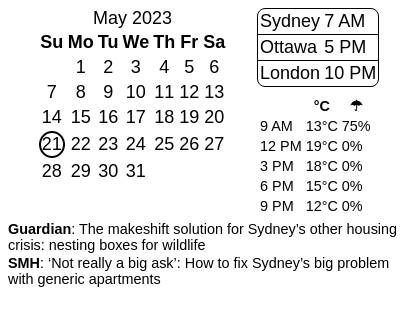 May 2023
Su Mo Tu We Th Fr Sa
1 2 3 4 5 6
7 8 9 10 11 12 13
14 15 16 17 18 19 20
21 22 23 24 25 26 27
28 29 30 31
Sydney 7 AM
Ottawa 5 PM
London 10 PM
°C ☂
9 AM 13°C 75%
12 PM 19°C 0%
3 PM 18°C 0%
6 PM 15°C 0%
9 PM 12°C 0%
Guardian: The makeshift solution for Sydney’s other housing
crisis: nesting boxes for wildlife
SMH: ‘Not really a big ask’: How to fix Sydney’s big problem
with generic apartments